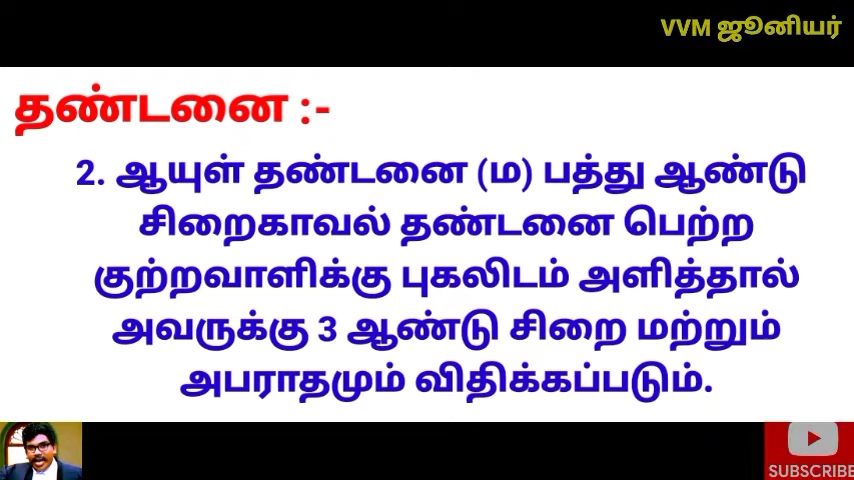 VVM ஜூனியர்
தண்டனை :-
2. ஆயுள் தண்டனை (ம) பத்து ஆண்டு
சிறைகாவல் தண்டனை பெற்ற
குற்றவாளிக்கு புகலிடம் அளித்தால்
அவருக்கு 3 ஆண்டு சிறை மற்றும்
அபராதமும் விதிக்கப்படும்.
SUBSCRIBE